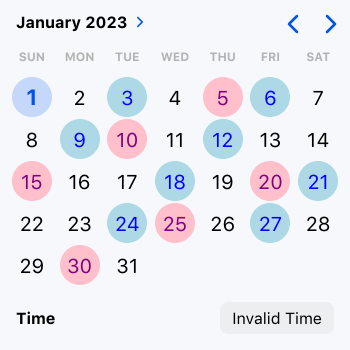 January 2023
SUN MON TUE WED THU FRI SAT
1 2 3 4 5 6 7
8 9 10 11 12 13 14
15 16 17 18 19 20 21
22 23 24 25 26 27 28
29 30 31
Time Invalid Time